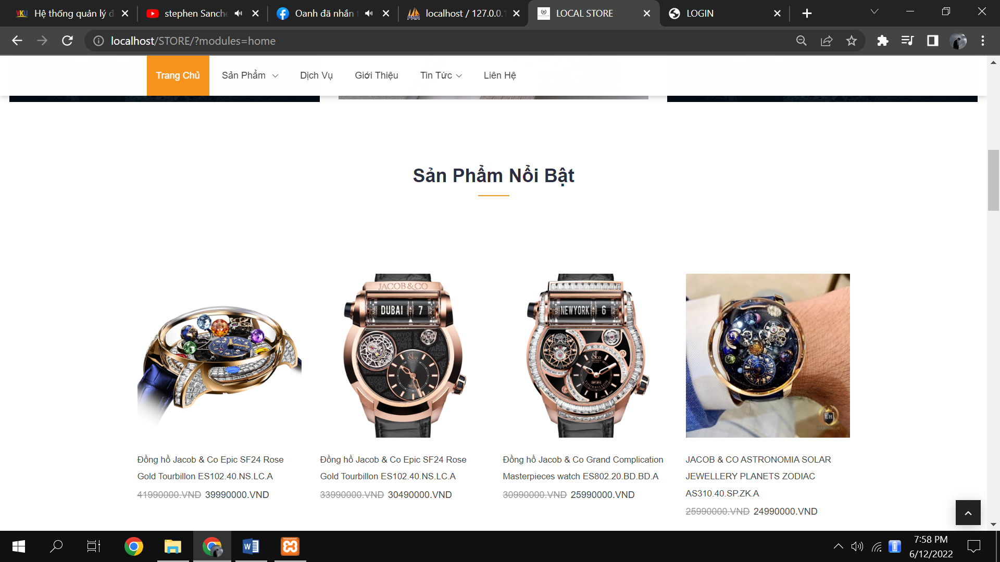 VKU Hệ thống quản lý đ
stephen Sanche
Oanh đã nhắn t
localhost / 127.0.0.1
LOCAL STORE
LOGIN
localhost/STORE/?modules=home
Trang Chủ Sản Phẩm Dịch Vụ Giới Thiệu Tin Tức Liên Hệ
Sản Phẩm Nổi Bật
JACOB&CO
DUBAI 7
NEWYORK 6
TOURBILLON
LH
Đồng hồ Jacob & Co Epic SF24 Rose
Gold Tourbillon ES102.40.NS.LC.A
41990000.VND 39990000.VND
Đồng hồ Jacob & Co Epic SF24 Rose
Gold Tourbillon ES102.40.NS.LC.A
33990000.VND 30490000.VND
Đồng hồ Jacob & Co Grand Complication
Masterpieces watch ES802.20.BD.BD.A
30990000.VND 25990000.VND
JACOB & CO ASTRONOMIA SOLAR
JEWELLERY PLANETS ZODIAC
AS310.40.SP.ZK.A
25990000.VND 24990000.VND
7:58 PM
6/12/2022